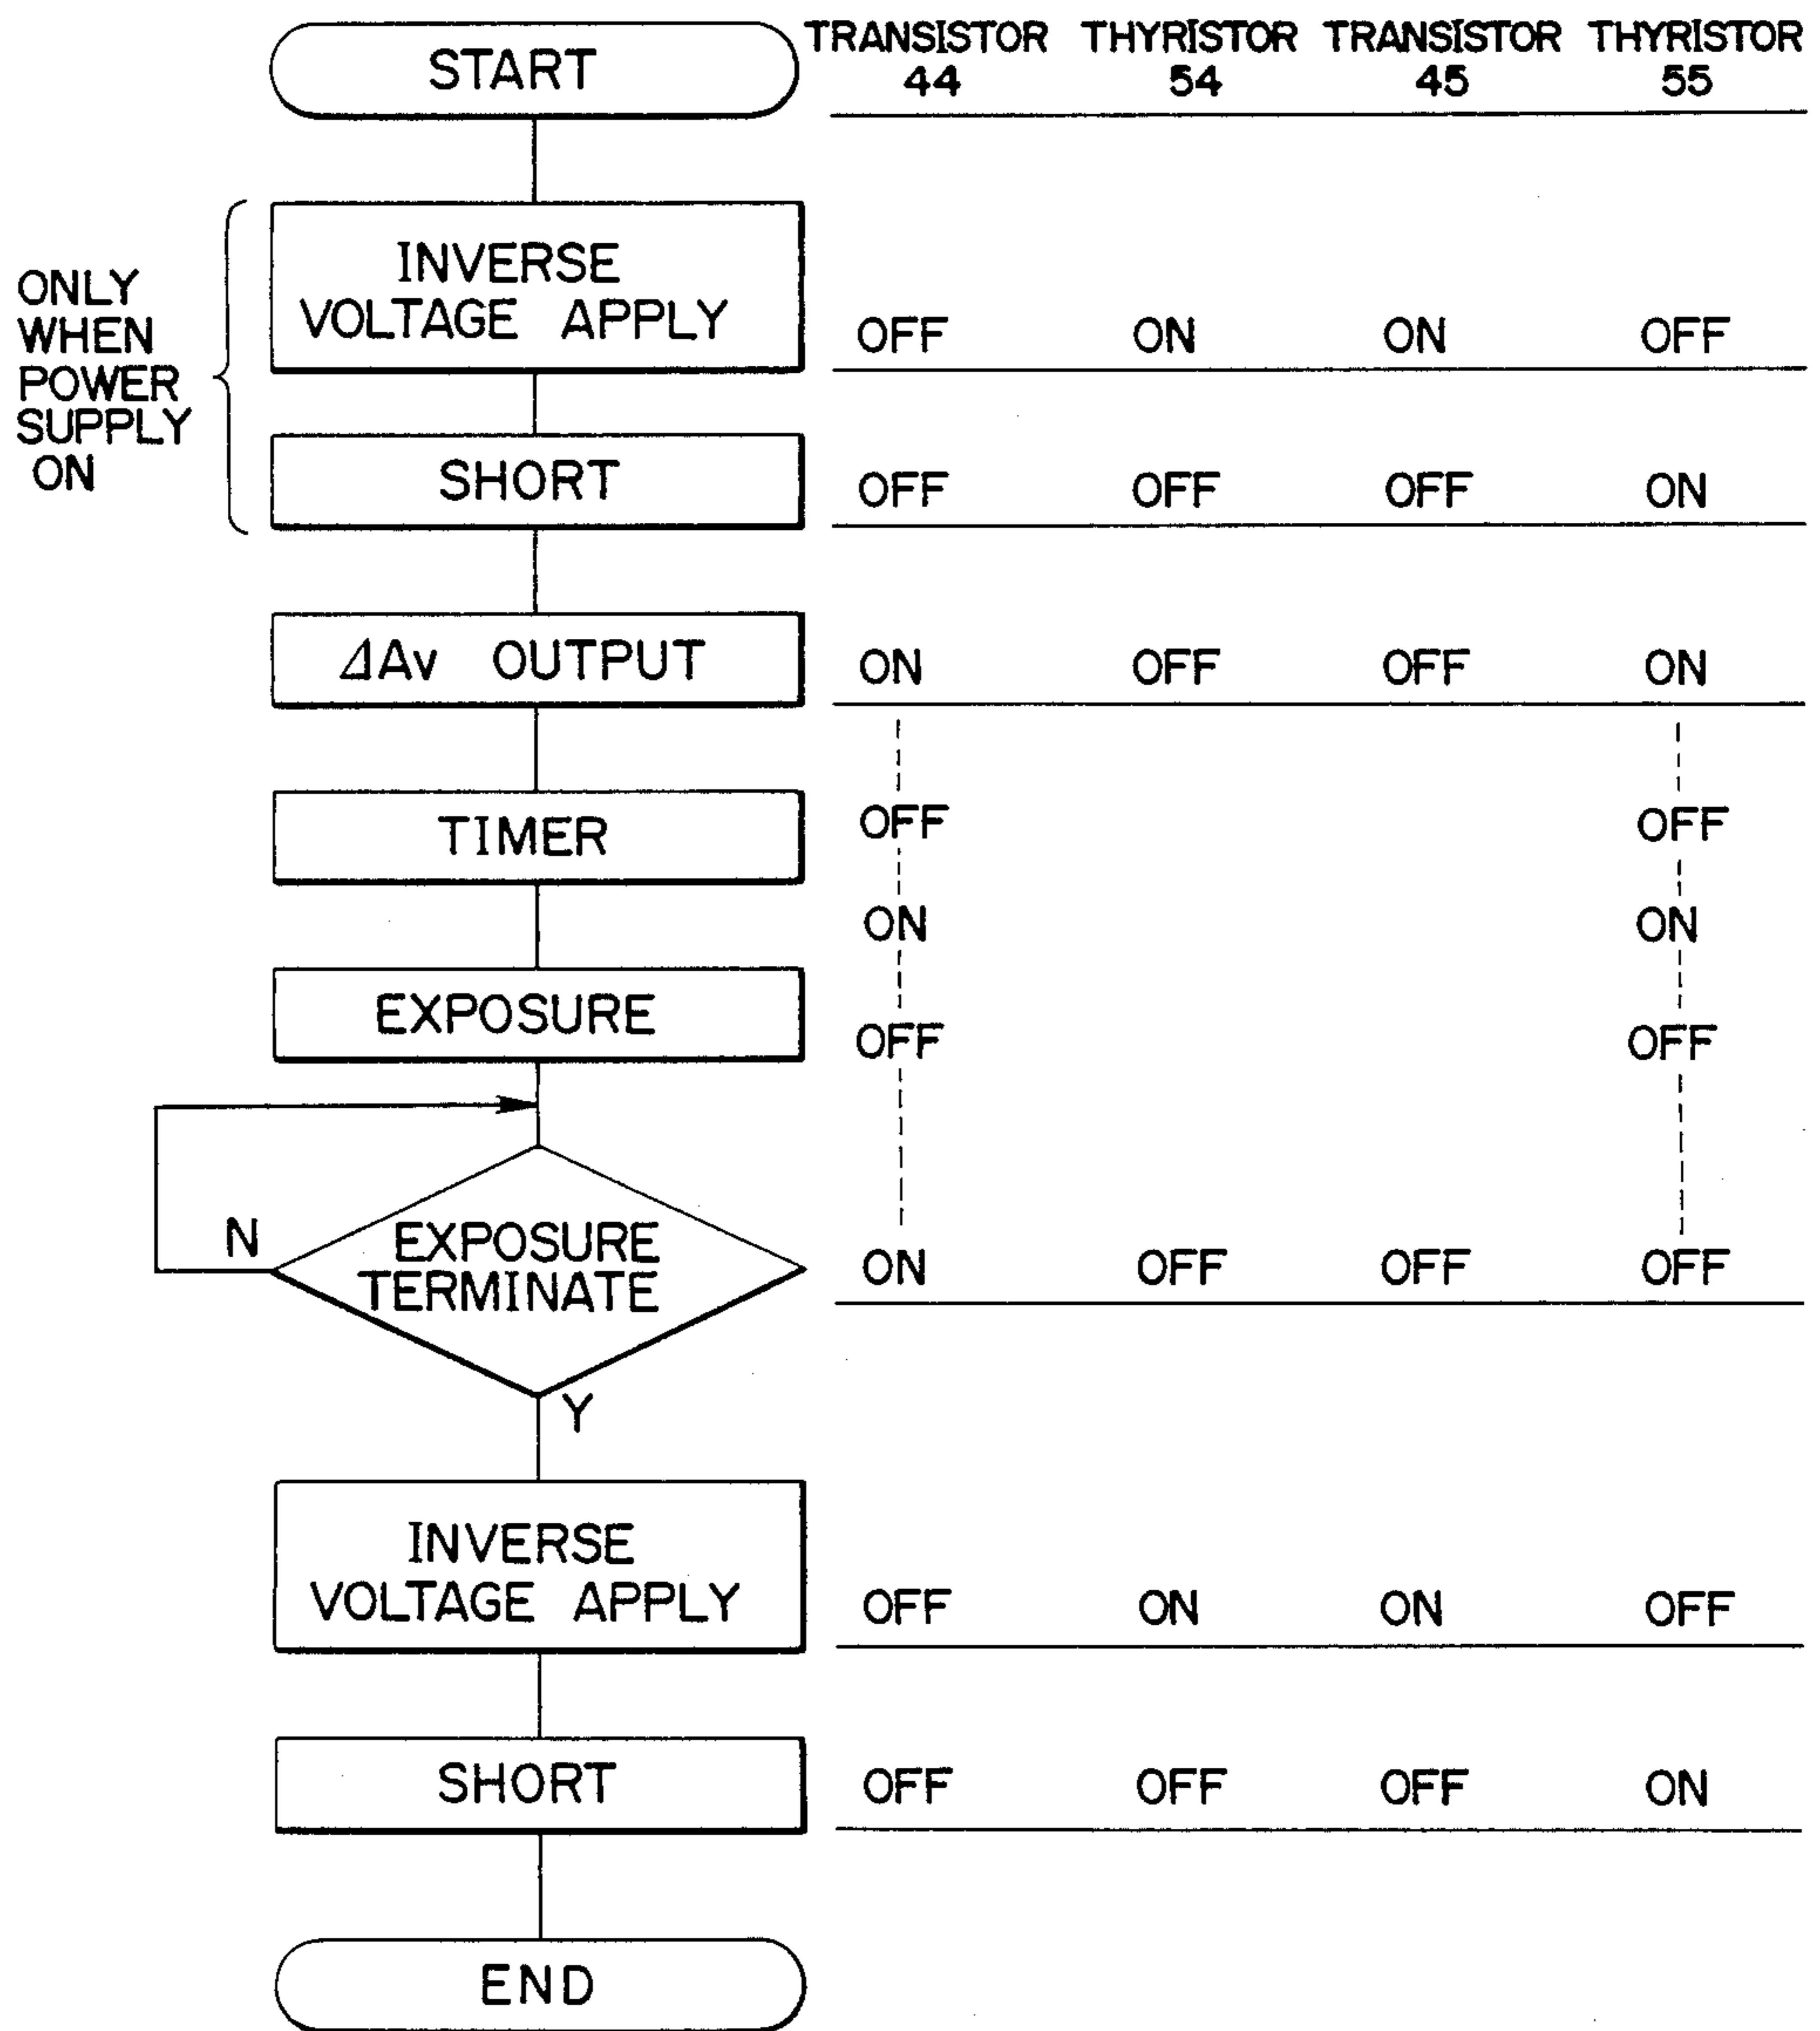 START
TRANSISTOR THYRISTOR TRANSISTOR THYRISTOR
44 54 45 55
ONLY
WHEN
POWER
SUPPLY
ON
INVERSE
VOLTAGE APPLY
OFF ON ON OFF
SHORT
OFF OFF OFF ON
ΔAv OUTPUT
ON OFF OFF ON
TIMER
OFF OFF
ON ON
EXPOSURE
OFF OFF
N
EXPOSURE
TERMINATE
ON OFF OFF OFF
Y
INVERSE
VOLTAGE APPLY
OFF ON ON OFF
SHORT
OFF OFF OFF ON
END